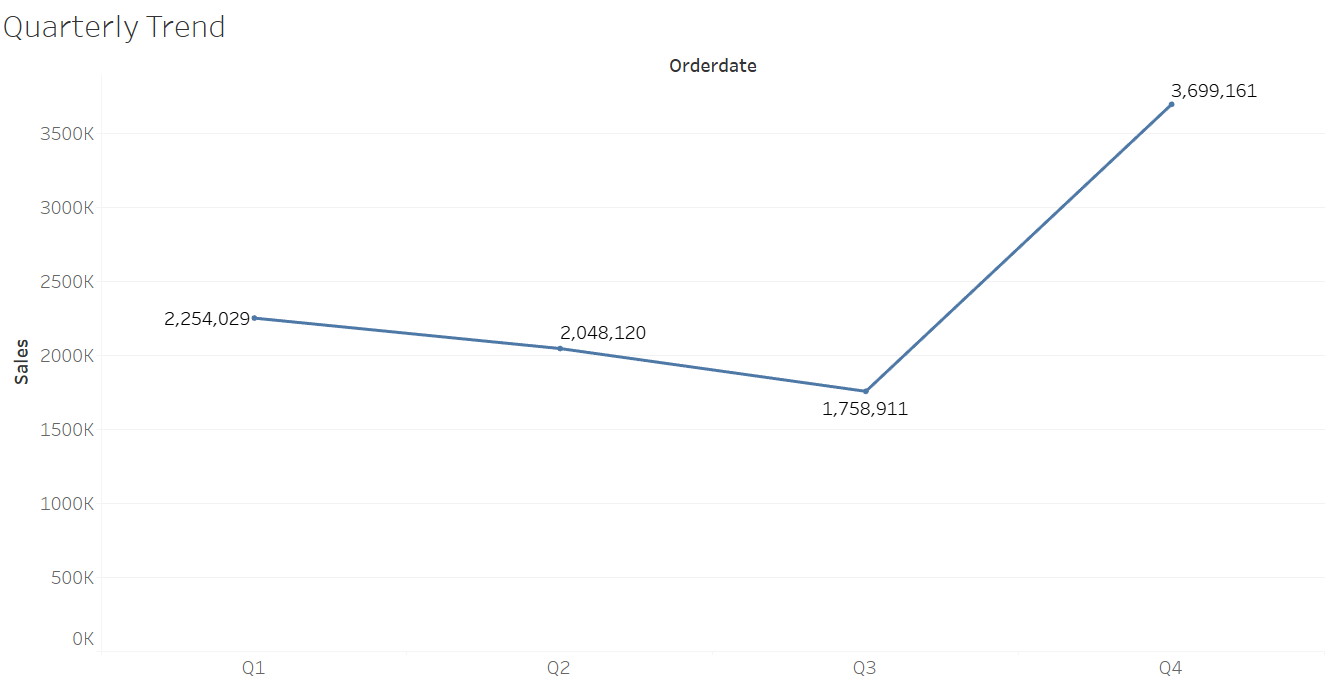 Quarterly Trend
Orderdate
3,699,161
3500K
3000K
2500K
2,254,029
2,048,120
2000K
Sales
1,758,911
1500K
1000K
500K
0K
Q1 Q2 Q3 Q4